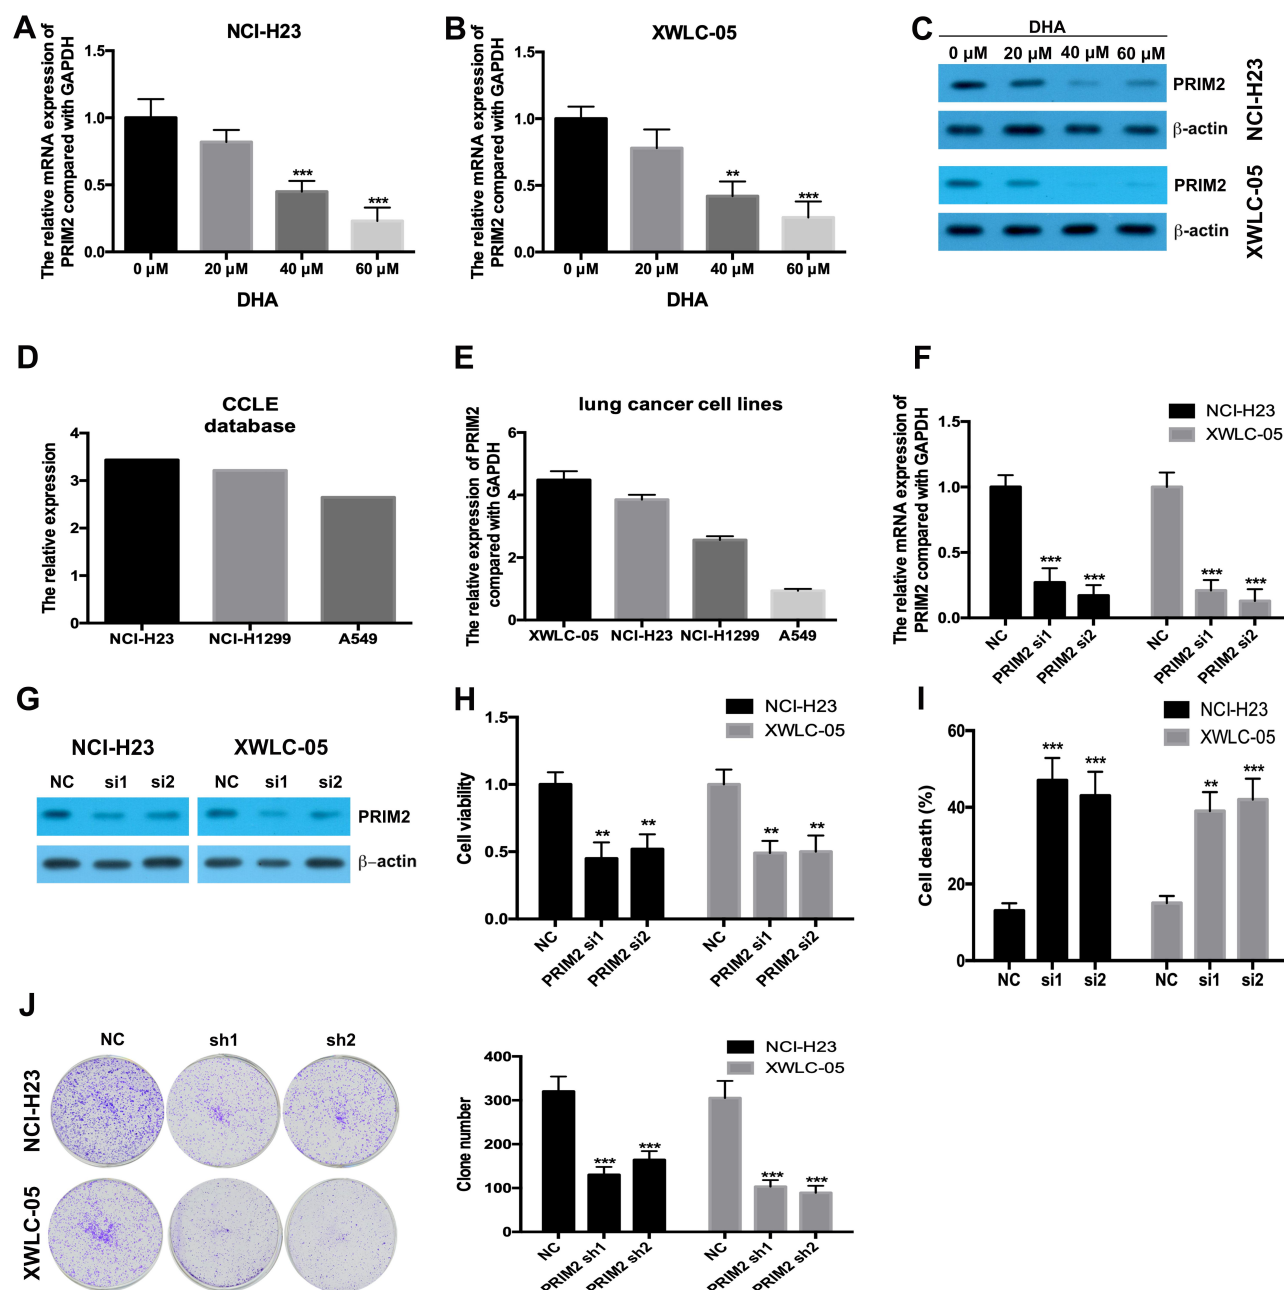 A
NCI-H23
The relative mRNA expression of
PRIM2 compared with GAPDH
1.5
1.0
0.5
0.0
***
***
0 μM
20 μM
40 μM
60 μM
DHA
B
XWLC-05
The relative mRNA expression of
PRIM2 compared with GAPDH
1.5
1.0
0.5
0.0
**
***
0 μM
20 μM
40 μM
60 μM
DHA
C
DHA
0 μM 20 μM 40 μM 60 μM
PRIM2
β-actin
NCI-H23
PRIM2
β-actin
XWLC-05
D
CCLE
database
The relative expression
4
3
2
1
0
NCI-H23
NCI-H1299
A549
E
lung cancer cell lines
The relative expression of PRIM2
compared with GAPDH
6
4
2
0
XWLC-05
NCI-H23
NCI-H1299
A549
F
The relative mRNA expression of
PRIM2 compared with GAPDH
NCI-H23
XWLC-05
1.5
1.0
0.5
0.0
***
***
***
***
NC
PRIM2 si1
PRIM2 si2
NC
PRIM2 si1
PRIM2 si2
G
NCI-H23
XWLC-05
NC si1 si2
NC si1 si2
PRIM2
β-actin
H
NCI-H23
XWLC-05
Cell viability
1.5
1.0
0.5
0.0
**
**
**
**
NC
PRIM2 si1
PRIM2 si2
NC
PRIM2 si1
PRIM2 si2
I
NCI-H23
XWLC-05
Cell death (%)
60
40
20
0
***
***
**
***
NC
si1
si2
NC
si1
si2
J
NC
sh1
sh2
NCI-H23
XWLC-05
NCI-H23
XWLC-05
Clone number
400
300
200
100
0
***
***
***
***
NC
PRIM2 sh1
PRIM2 sh2
NC
PRIM2 sh1
PRIM2 sh2